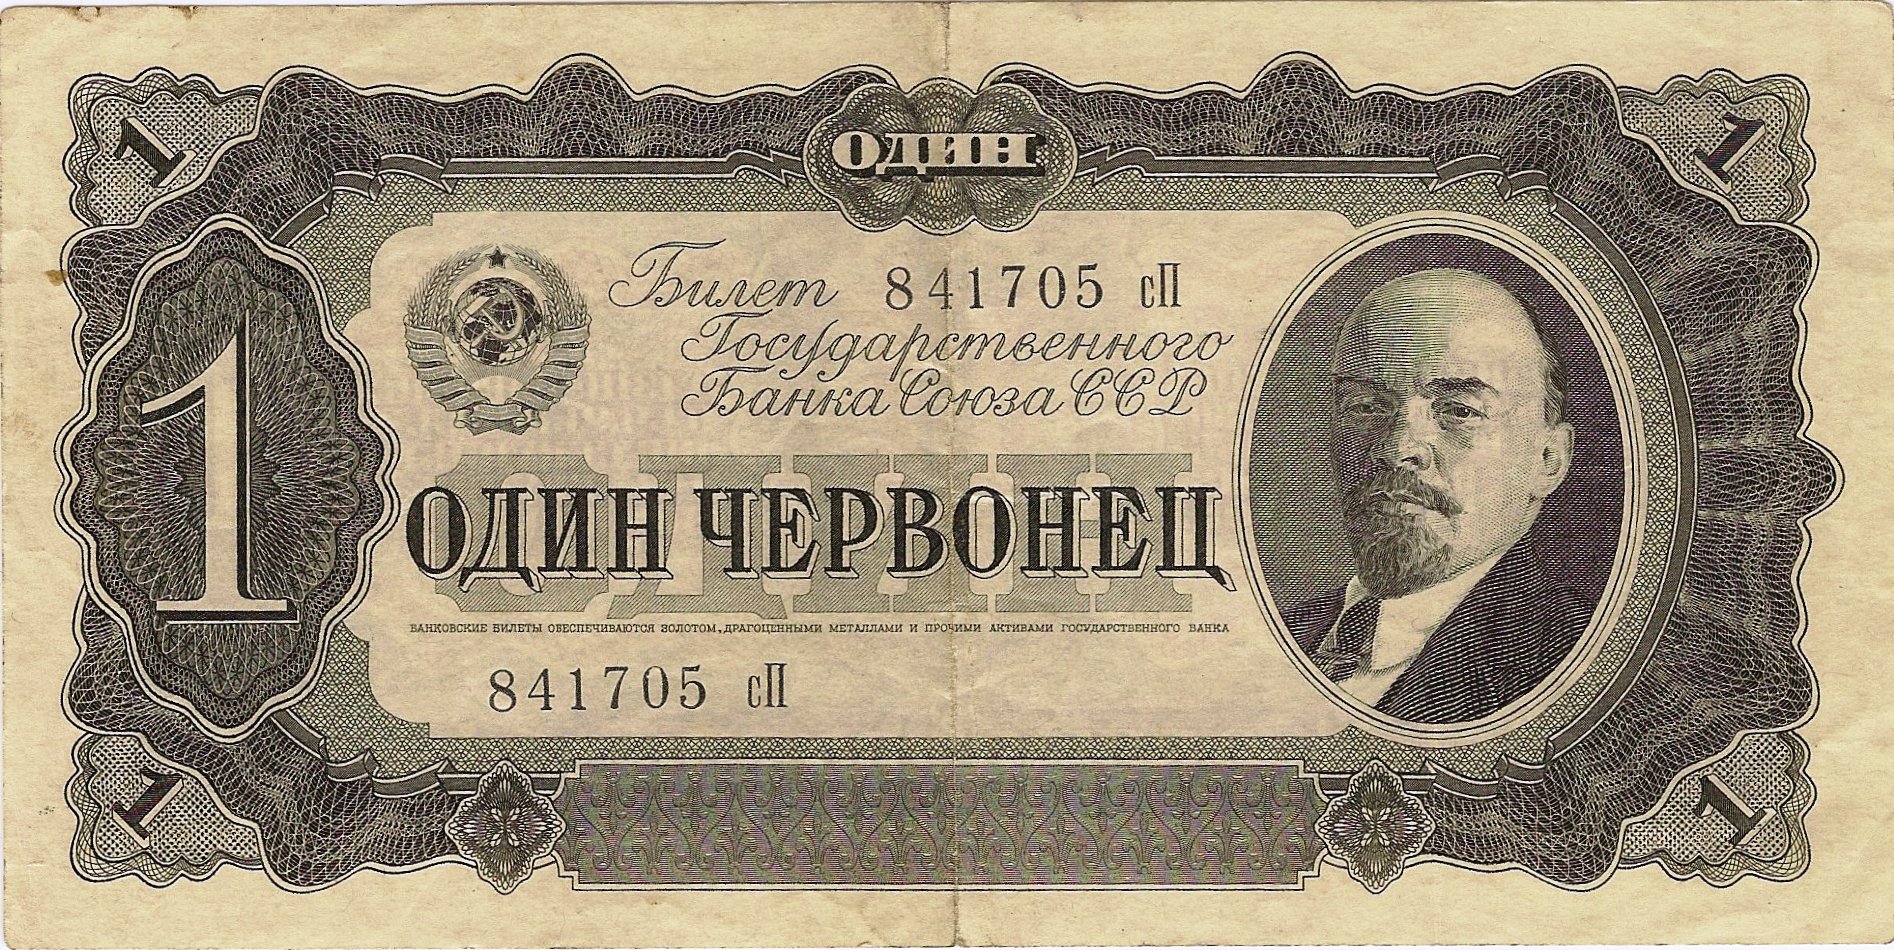 1
ОДИН
1
Билет 841705 сП
Государственного
Банка Союза ССР
1
ОДИН
ОДИН ЧЕРВОНЕЦ
БАНКОВСКИЕ БИЛЕТЫ ОБЕСПЕЧИВАЮТСЯ ЗОЛОТОМ, ДРАГОЦЕННЫМИ МЕТАЛЛАМИ И ПРОЧИМИ АКТИВАМИ ГОСУДАРСТВЕННОГО БАНКА
841705 сП
1
1